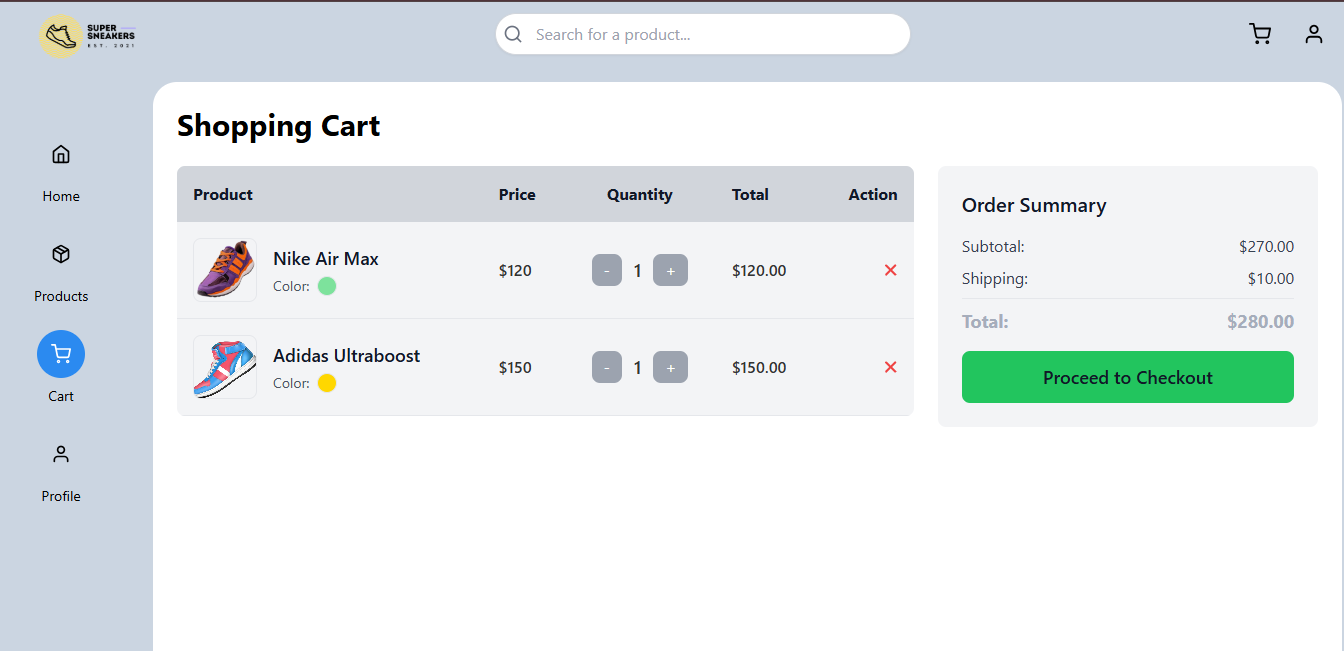 SUPER
SNEAKERS
EST. 2021
Search for a product...
Home
Products
Cart
Profile
Shopping Cart
Product Price Quantity Total Action
Nike Air Max
Color:
$120 - 1 + $120.00 ✕
Adidas Ultraboost
Color:
$150 - 1 + $150.00 ✕
Order Summary
Subtotal: $270.00
Shipping: $10.00
Total: $280.00
Proceed to Checkout